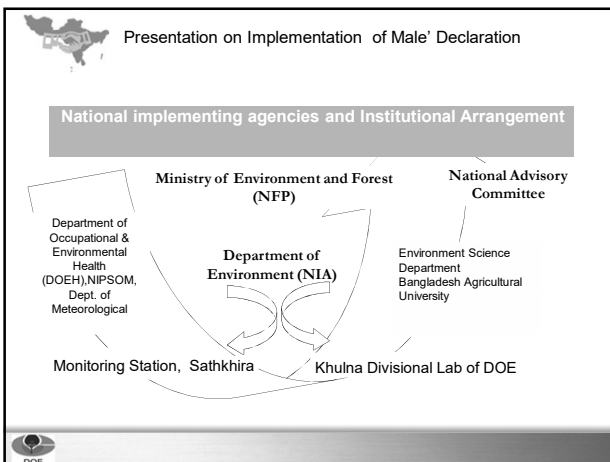 Presentation on Implementation of Male' Declaration
National implementing agencies and Institutional Arrangement
Ministry of Environment and Forest
(NFP)
National Advisory
Committee
Department of
Occupational &
Environmental
Health
(DOEH),NIPSOM,
Dept. of
Meteorological
Department of
Environment (NIA)
Environment Science
Department
Bangladesh Agricultural
University
Monitoring Station, Sathkhira
Khulna Divisional Lab of DOE
DOE